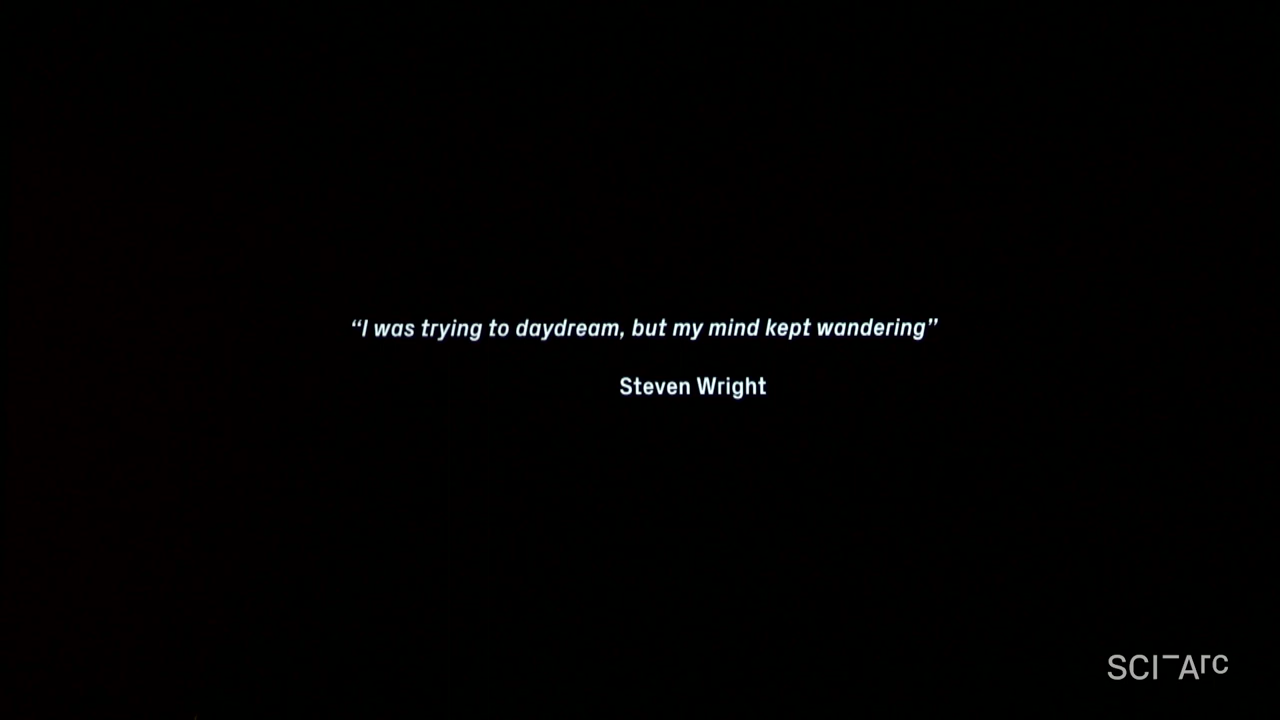 “I was trying to daydream, but my mind kept wandering”
Steven Wright
SCI-Arc